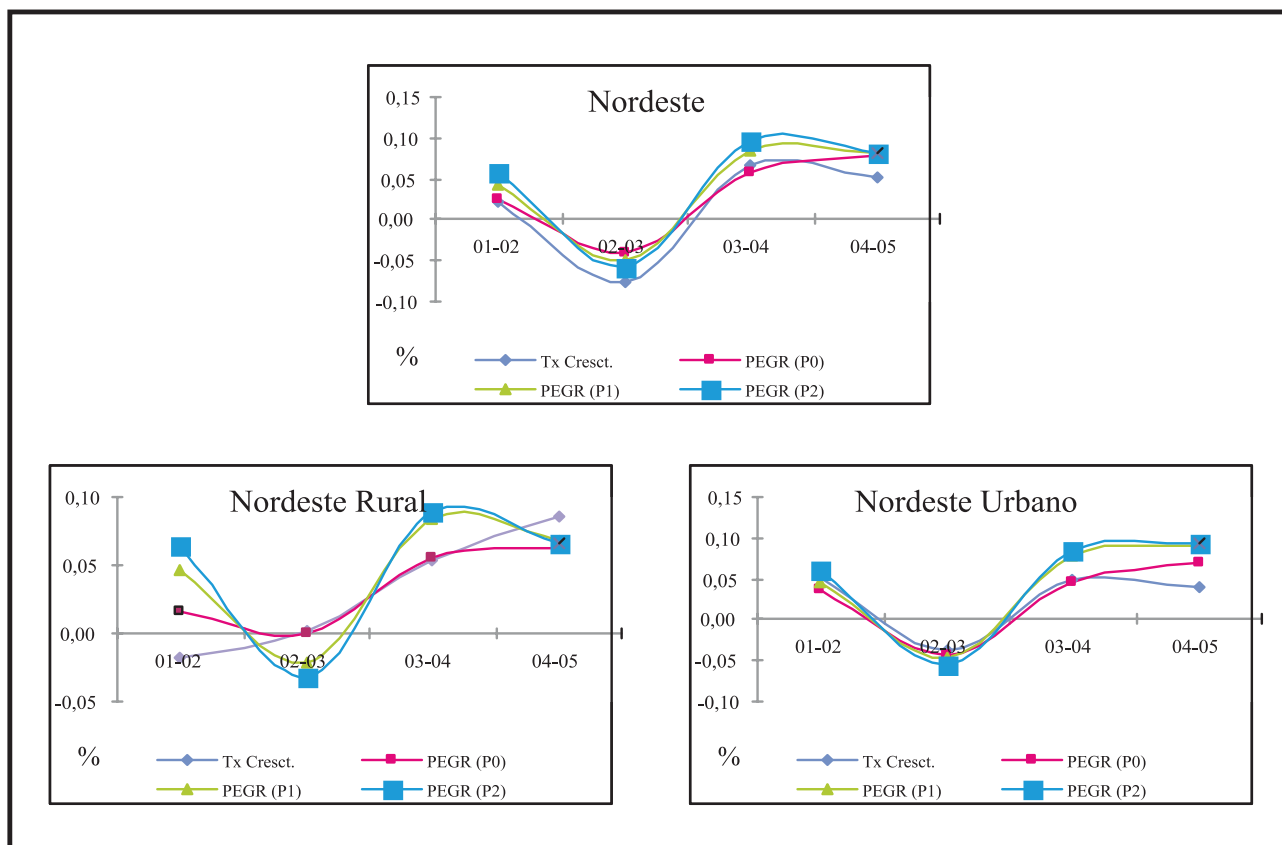 Nordeste
0,15
0,10
0,05
0,00
-0,05
-0,10
01-02 02-03 03-04 04-05
%
Tx Cresct. PEGR (P0)
PEGR (P1) PEGR (P2)
Nordeste Rural
0,10
0,05
0,00
-0,05
01-02 02-03 03-04 04-05
%
Tx Cresct. PEGR (P0)
PEGR (P1) PEGR (P2)
Nordeste Urbano
0,15
0,10
0,05
0,00
-0,05
-0,10
01-02 02-03 03-04 04-05
%
Tx Cresct. PEGR (P0)
PEGR (P1) PEGR (P2)